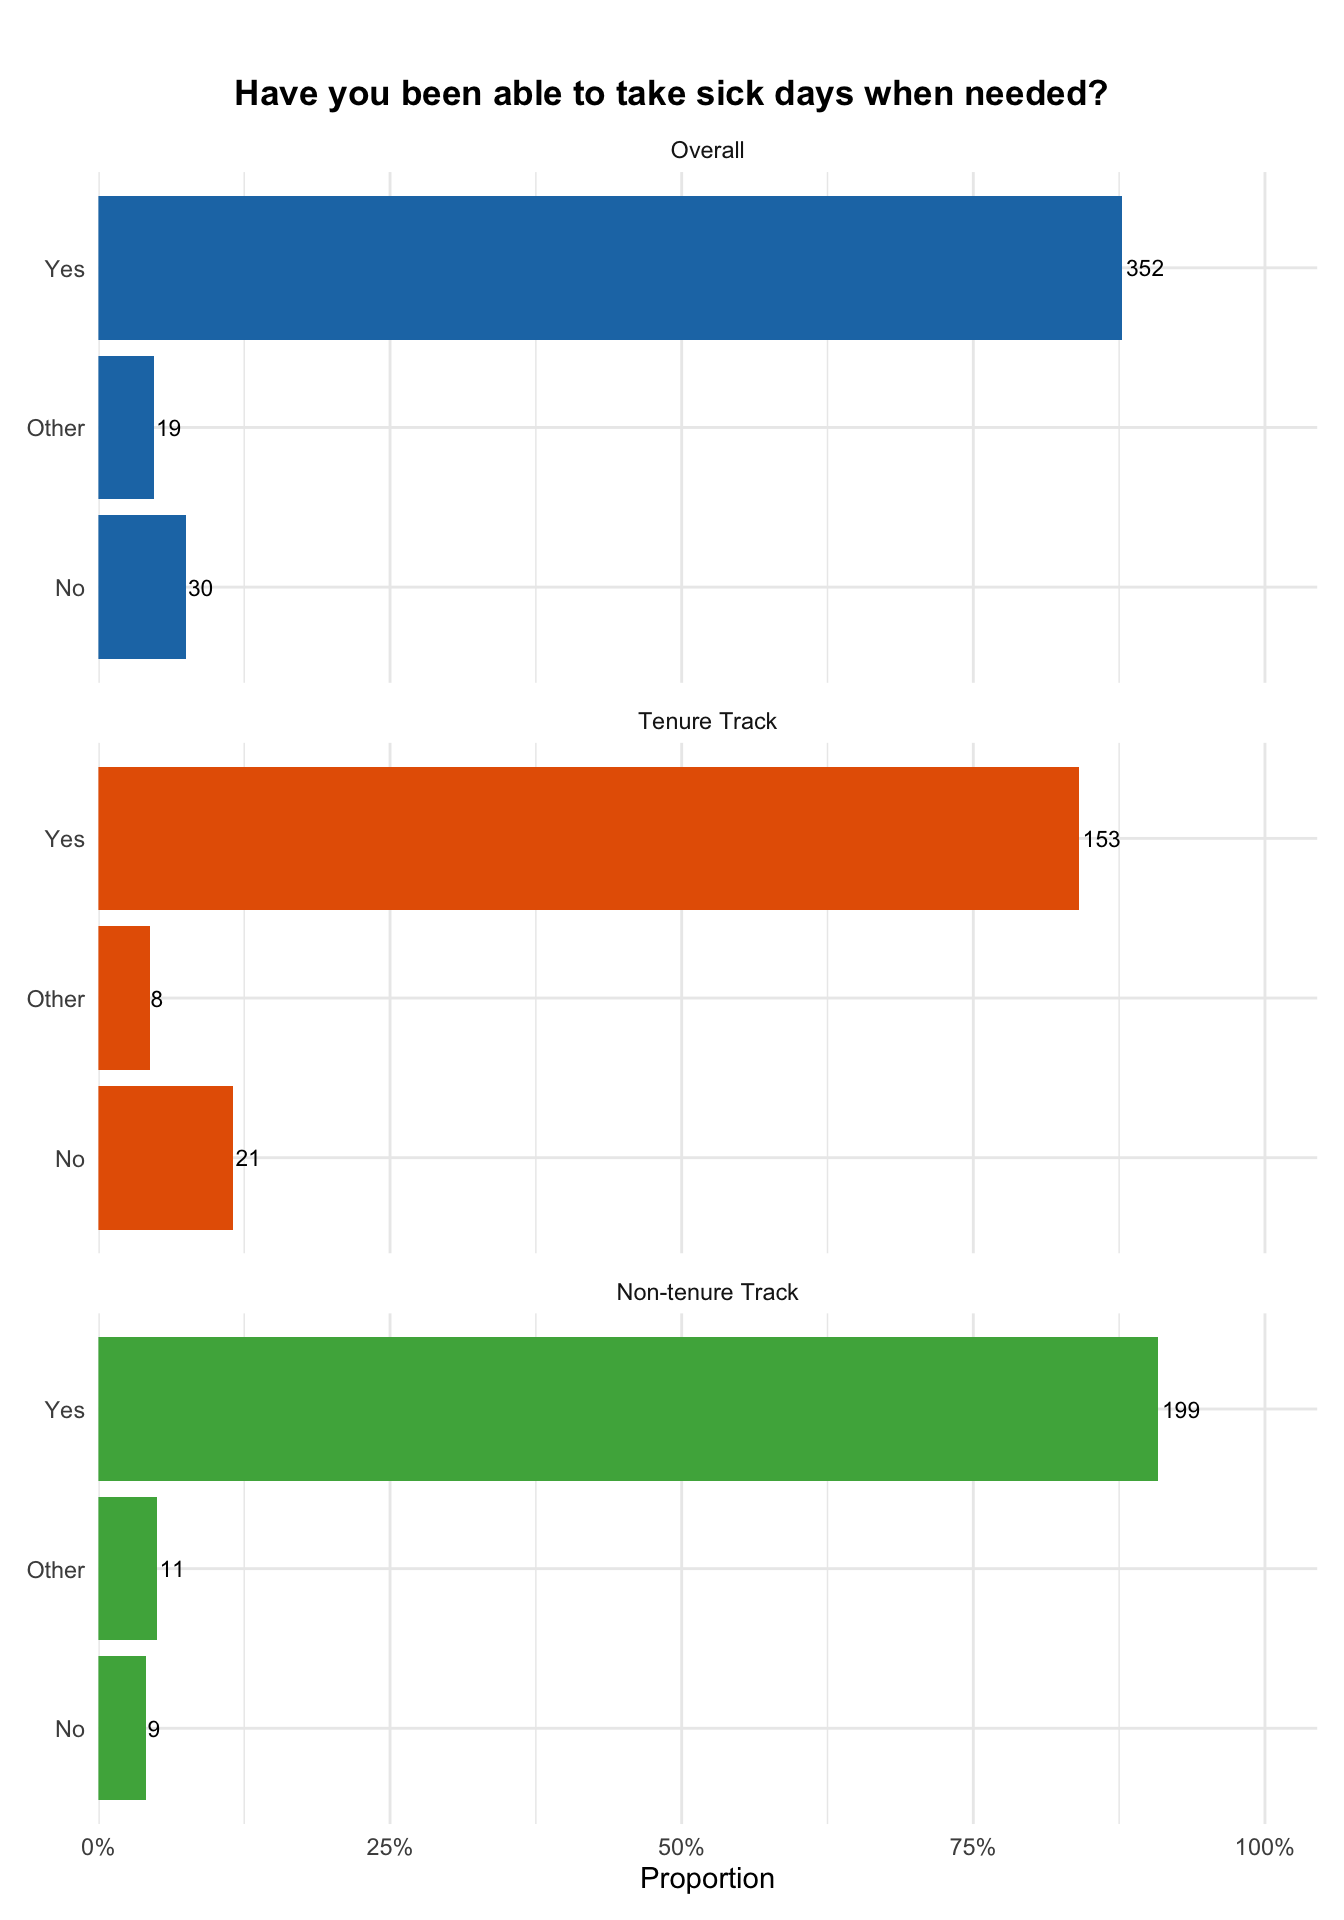 Have you been able to take sick days when needed?
Overall
Yes
352
Other
19
No
30
Tenure Track
Yes
153
Other
8
No
21
Non-tenure Track
Yes
199
Other
11
No
9
0% 25% 50% 75% 100%
Proportion